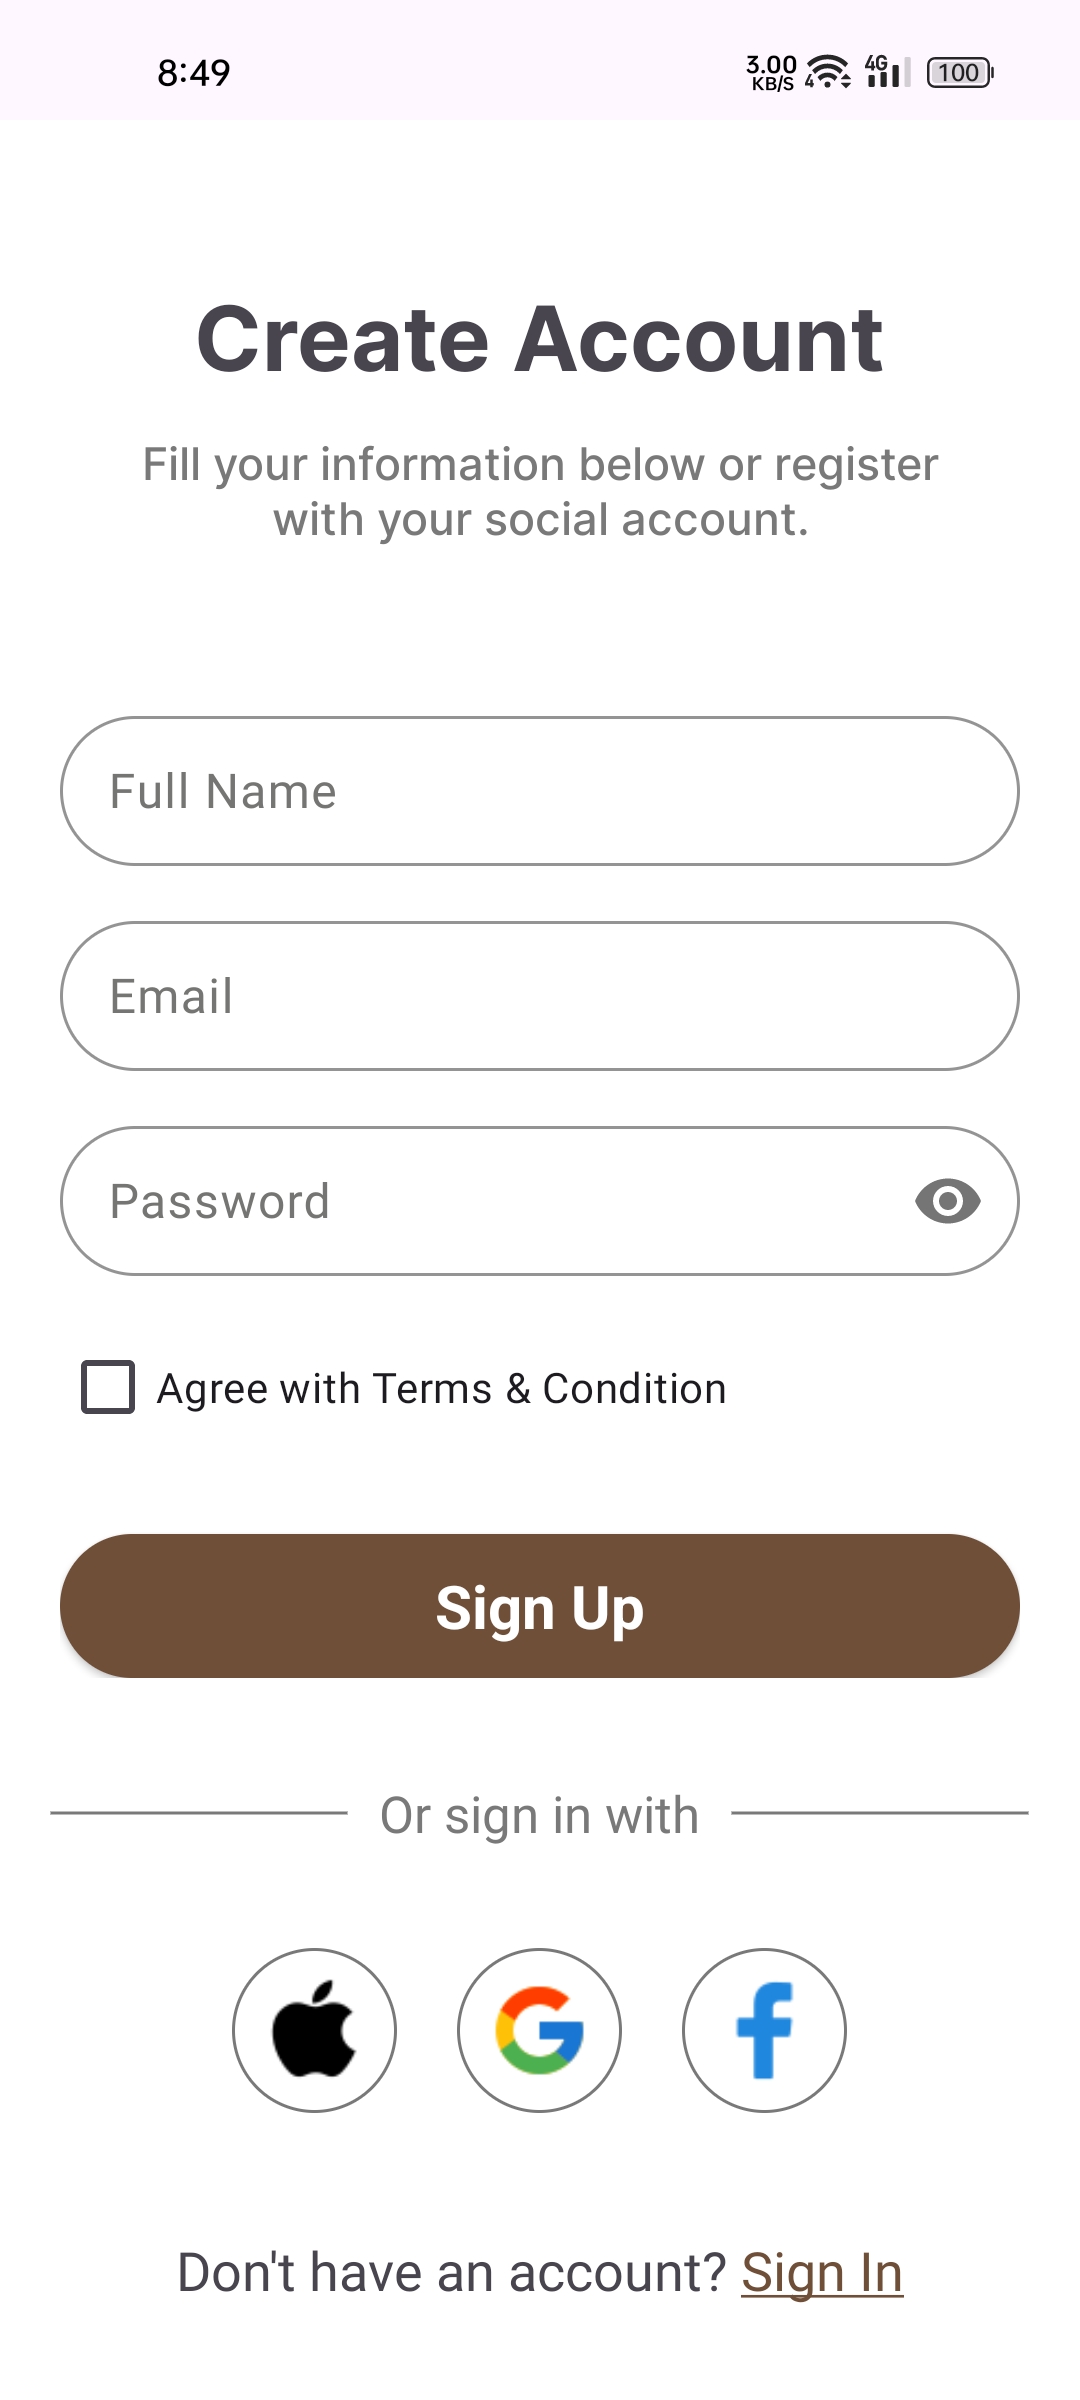 8:49
3.00
KB/S
4
4G
100
Create Account
Fill your information below or register
with your social account.
Full Name
Email
Password
Agree with Terms & Condition
Sign Up
Or sign in with
Don't have an account? Sign In